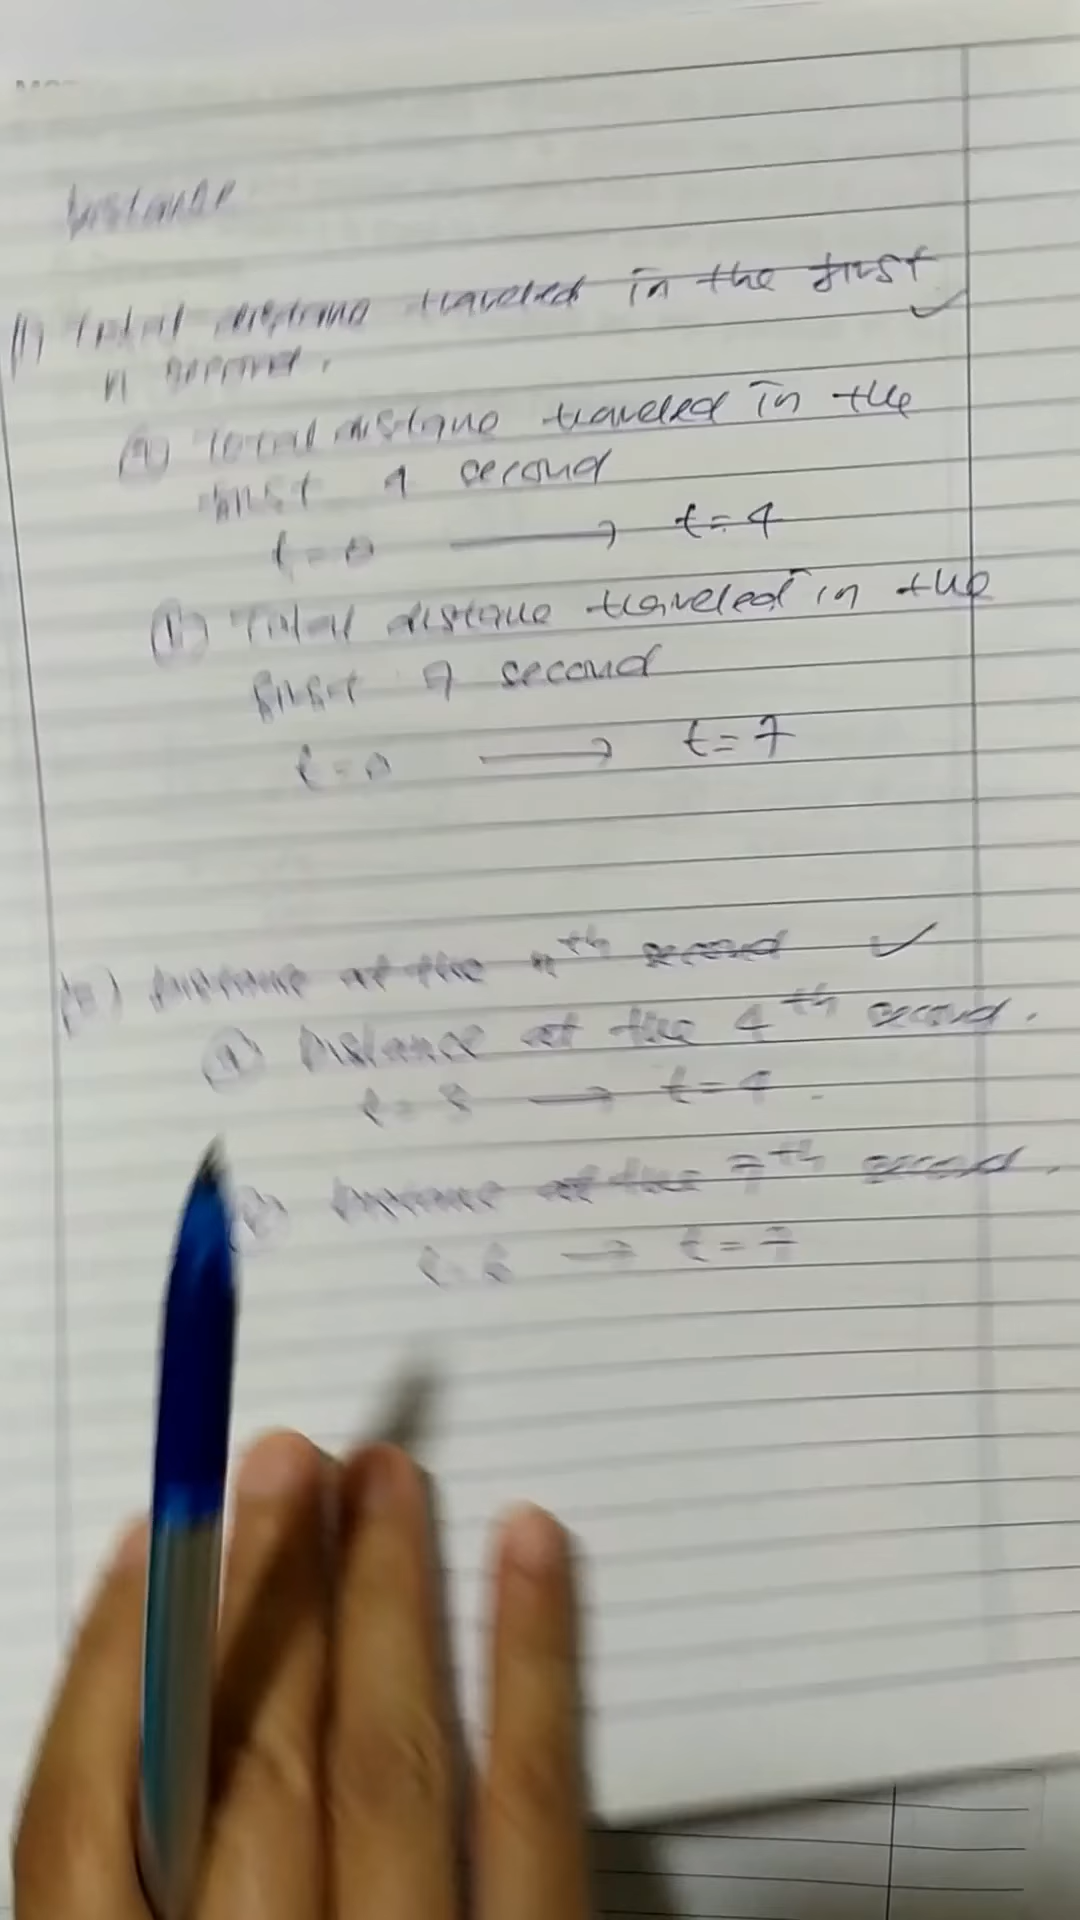 Distance
(i) Total distance traveled in the first
n second.
(a) Total distance traveled in the
first 4 second
t=0 → t=4
(b) Total distance traveled in the
first 7 second
t=0 → t=7
(ii) Distance at the nth second ✓
(a) Distance at the 4th second.
t=3 → t=4
(b) Distance at the 7th second.
t=6 → t=7